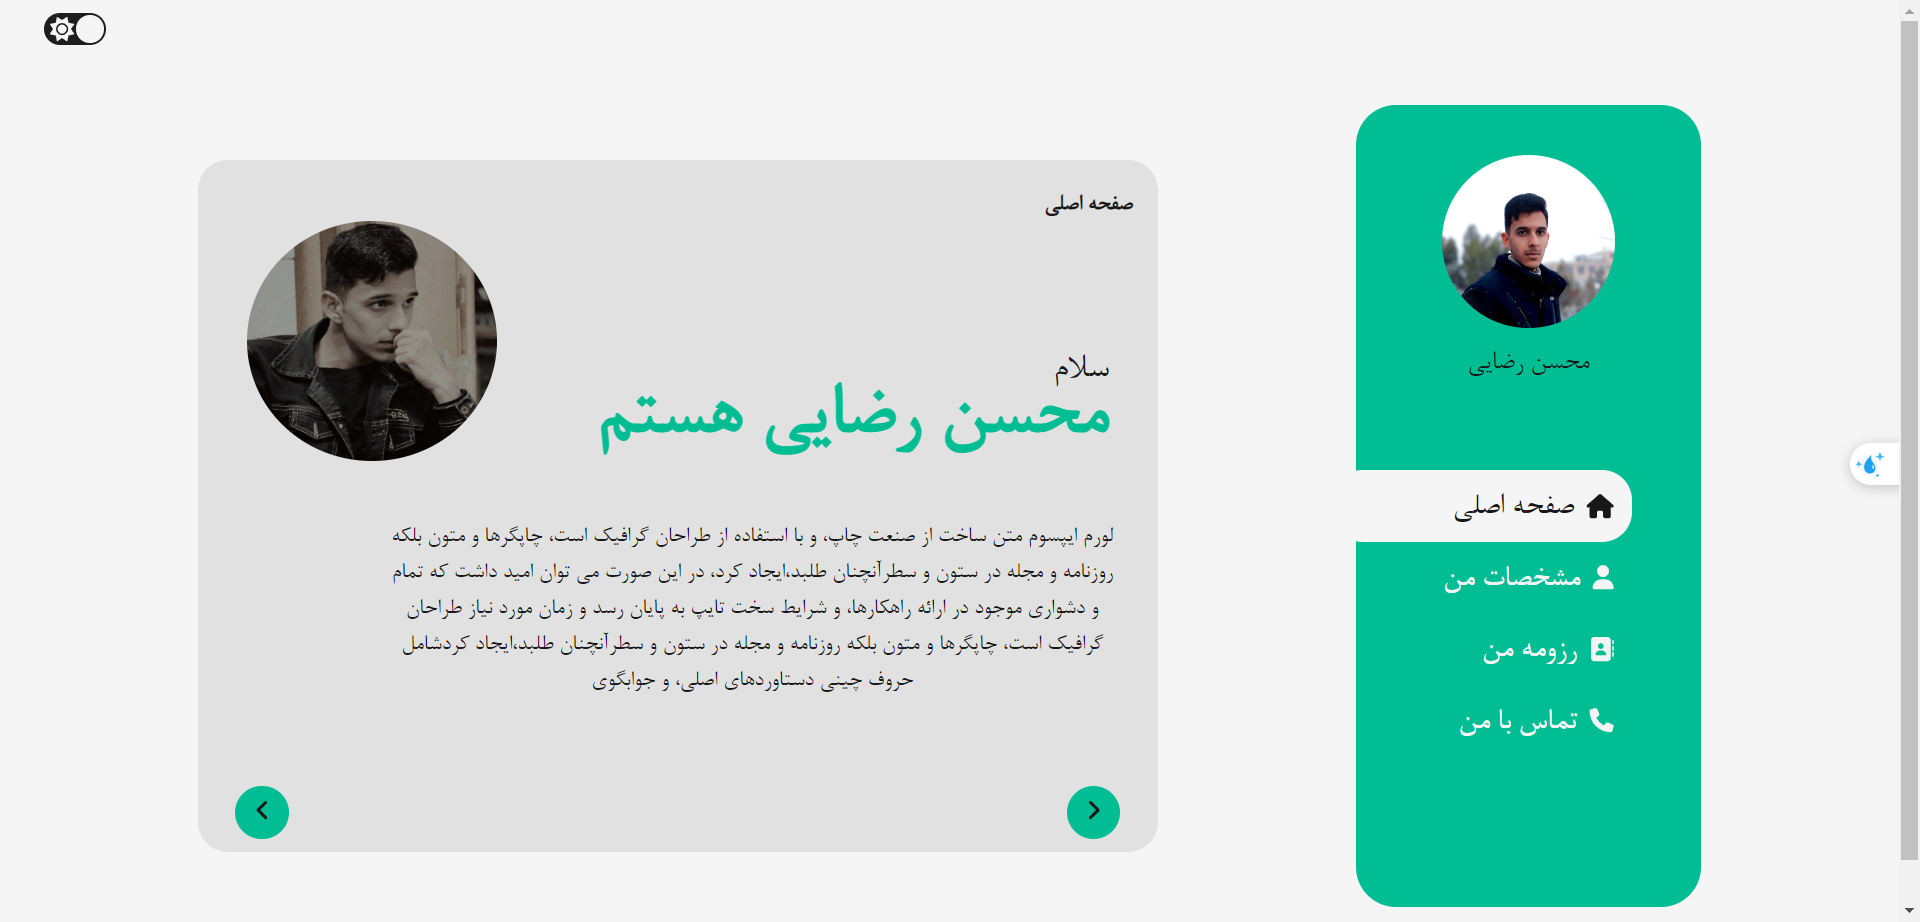 صفحه اصلی
سلام
محسن رضایی هستم
لورم ایپسوم متن ساخت از صنعت چاپ، و با استفاده از طراحان گرافیک است، چاپگرها و متون بلکه
روزنامه و مجله در ستون و سطرآنچنان طلبد،ایجاد کرد، در این صورت می توان امید داشت که تمام
و دشواری موجود در ارائه راهکارها، و شرایط سخت تایپ به پایان رسد و زمان مورد نیاز طراحان
گرافیک است، چاپگرها و متون بلکه روزنامه و مجله در ستون و سطرآنچنان طلبد،ایجاد کردشامل
حروف چینی دستاوردهای اصلی، و جوابگوی
محسن رضایی
صفحه اصلی
مشخصات من
رزومه من
تماس با من